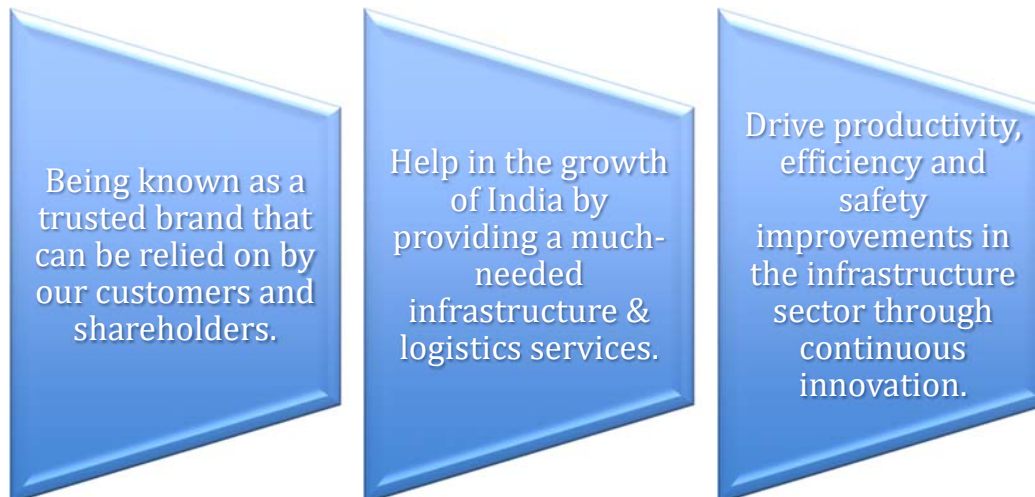 Being known as a
trusted brand that
can be relied on by
our customers and
shareholders.
Help in the growth
of India by
providing a much-
needed
infrastructure &
logistics services.
Drive productivity,
efficiency and
safety
improvements in
the infrastructure
sector through
continuous
innovation.